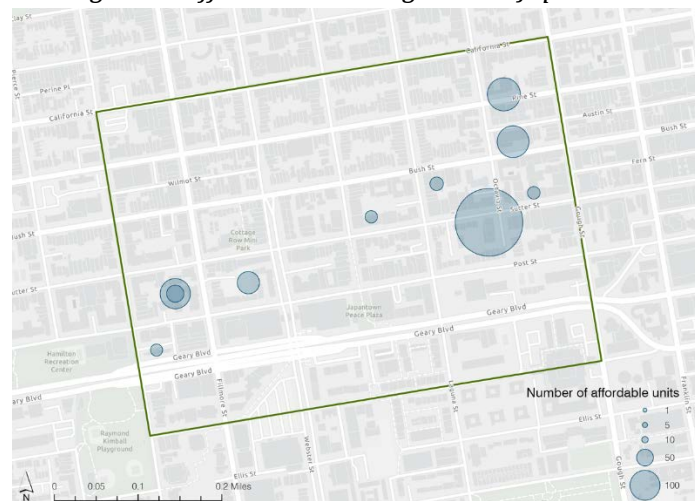 California St
Perine Pl
Pierce St
California St
Pine St
Austin St
Bush St
Fern St
Wilmot St
Bush St
Octavia St
Sutter St
Gough St
Cottage
Row Mini
Park
Post St
Japantown
Peace Plaza
Geary Blvd
Hamilton
Recreation
Center
Geary Blvd
Geary Blvd
Fillmore St
Laguna St
Number of affordable units
1
5
10
50
100
Franklin St
Ellis St
Gough St
Raymond
Kimball
Playground
Webster St
Ellis St
N
0 0.05 0.1 0.2 Miles